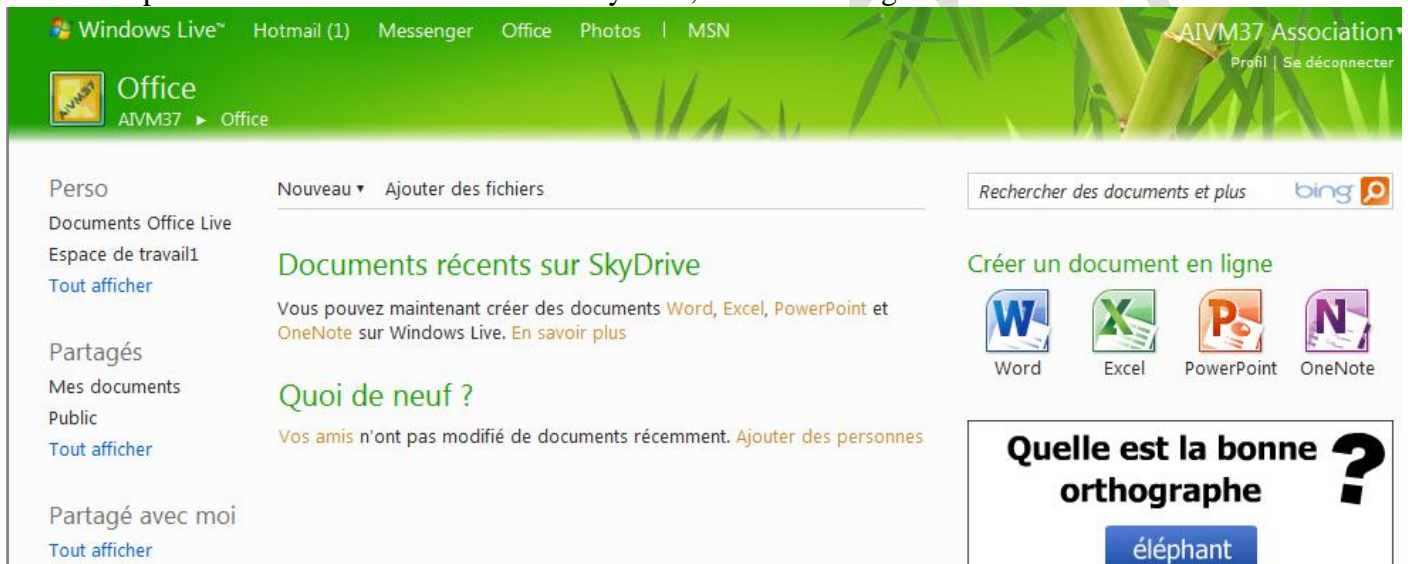 Windows Live™ Hotmail (1) Messenger Office Photos | MSN AIVM37 Association
Profil | Se déconnecter
AIVM37
Office
AIVM37 ► Office
Perso
Documents Office Live
Espace de travail1
Tout afficher
Partagés
Mes documents
Public
Tout afficher
Partagé avec moi
Tout afficher
Nouveau ▾ Ajouter des fichiers
Documents récents sur SkyDrive
Vous pouvez maintenant créer des documents Word, Excel, PowerPoint et
OneNote sur Windows Live. En savoir plus
Quoi de neuf ?
Vos amis n'ont pas modifié de documents récemment. Ajouter des personnes
Rechercher des documents et plus bing
Créer un document en ligne
Word Excel PowerPoint OneNote
Quelle est la bonne
orthographe ?
éléphant